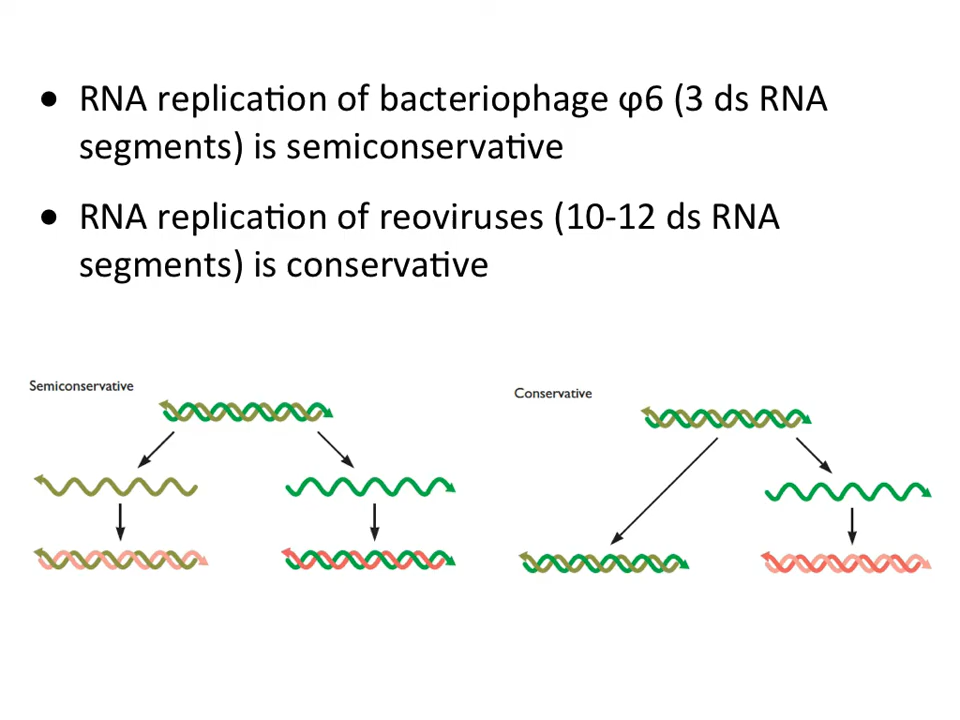 • RNA replication of bacteriophage φ6 (3 ds RNA
segments) is semiconservative
• RNA replication of reoviruses (10-12 ds RNA
segments) is conservative
Semiconservative
Conservative